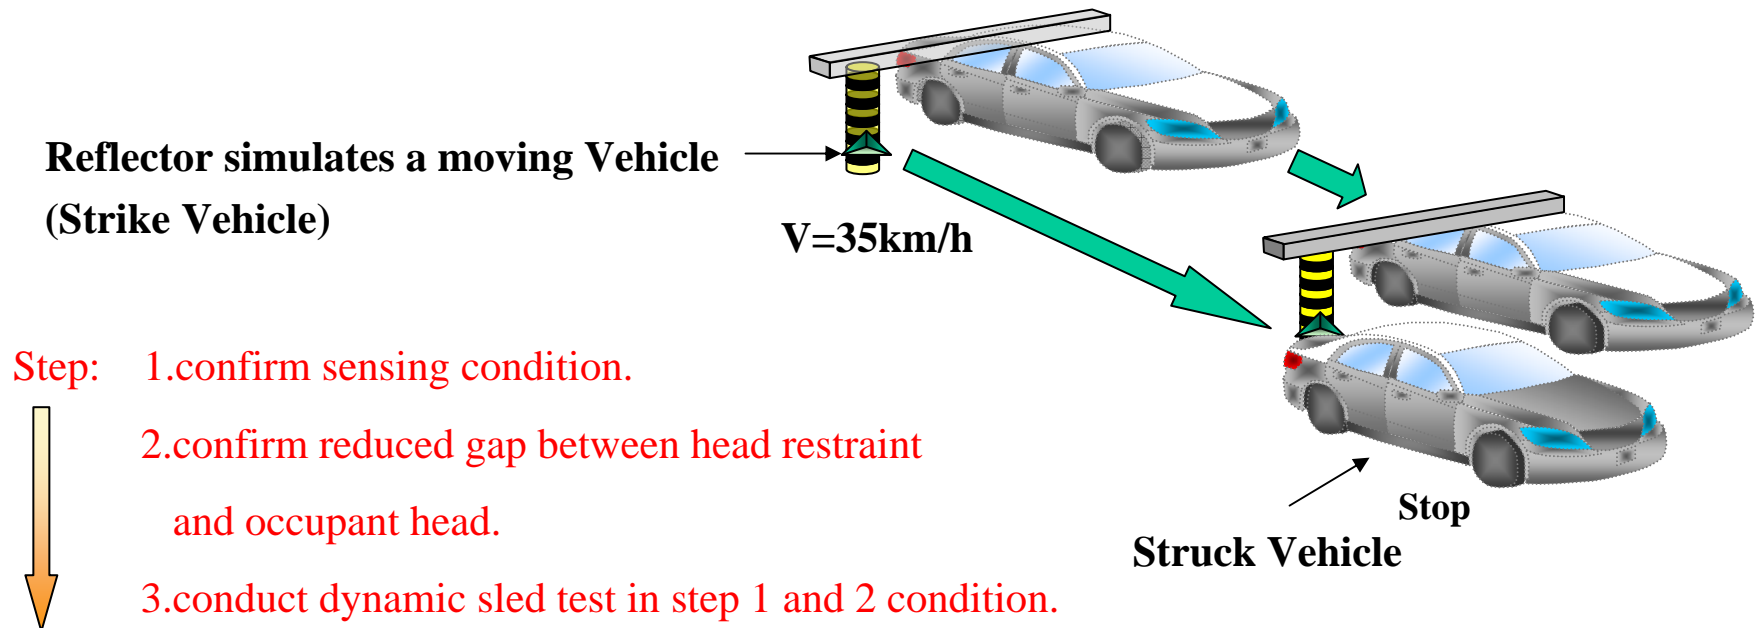 Reflector simulates a moving Vehicle
(Strike Vehicle)
V=35km/h
Step: 1.confirm sensing condition.
2.confirm reduced gap between head restraint
and occupant head.
3.conduct dynamic sled test in step 1 and 2 condition.
Stop
Struck Vehicle